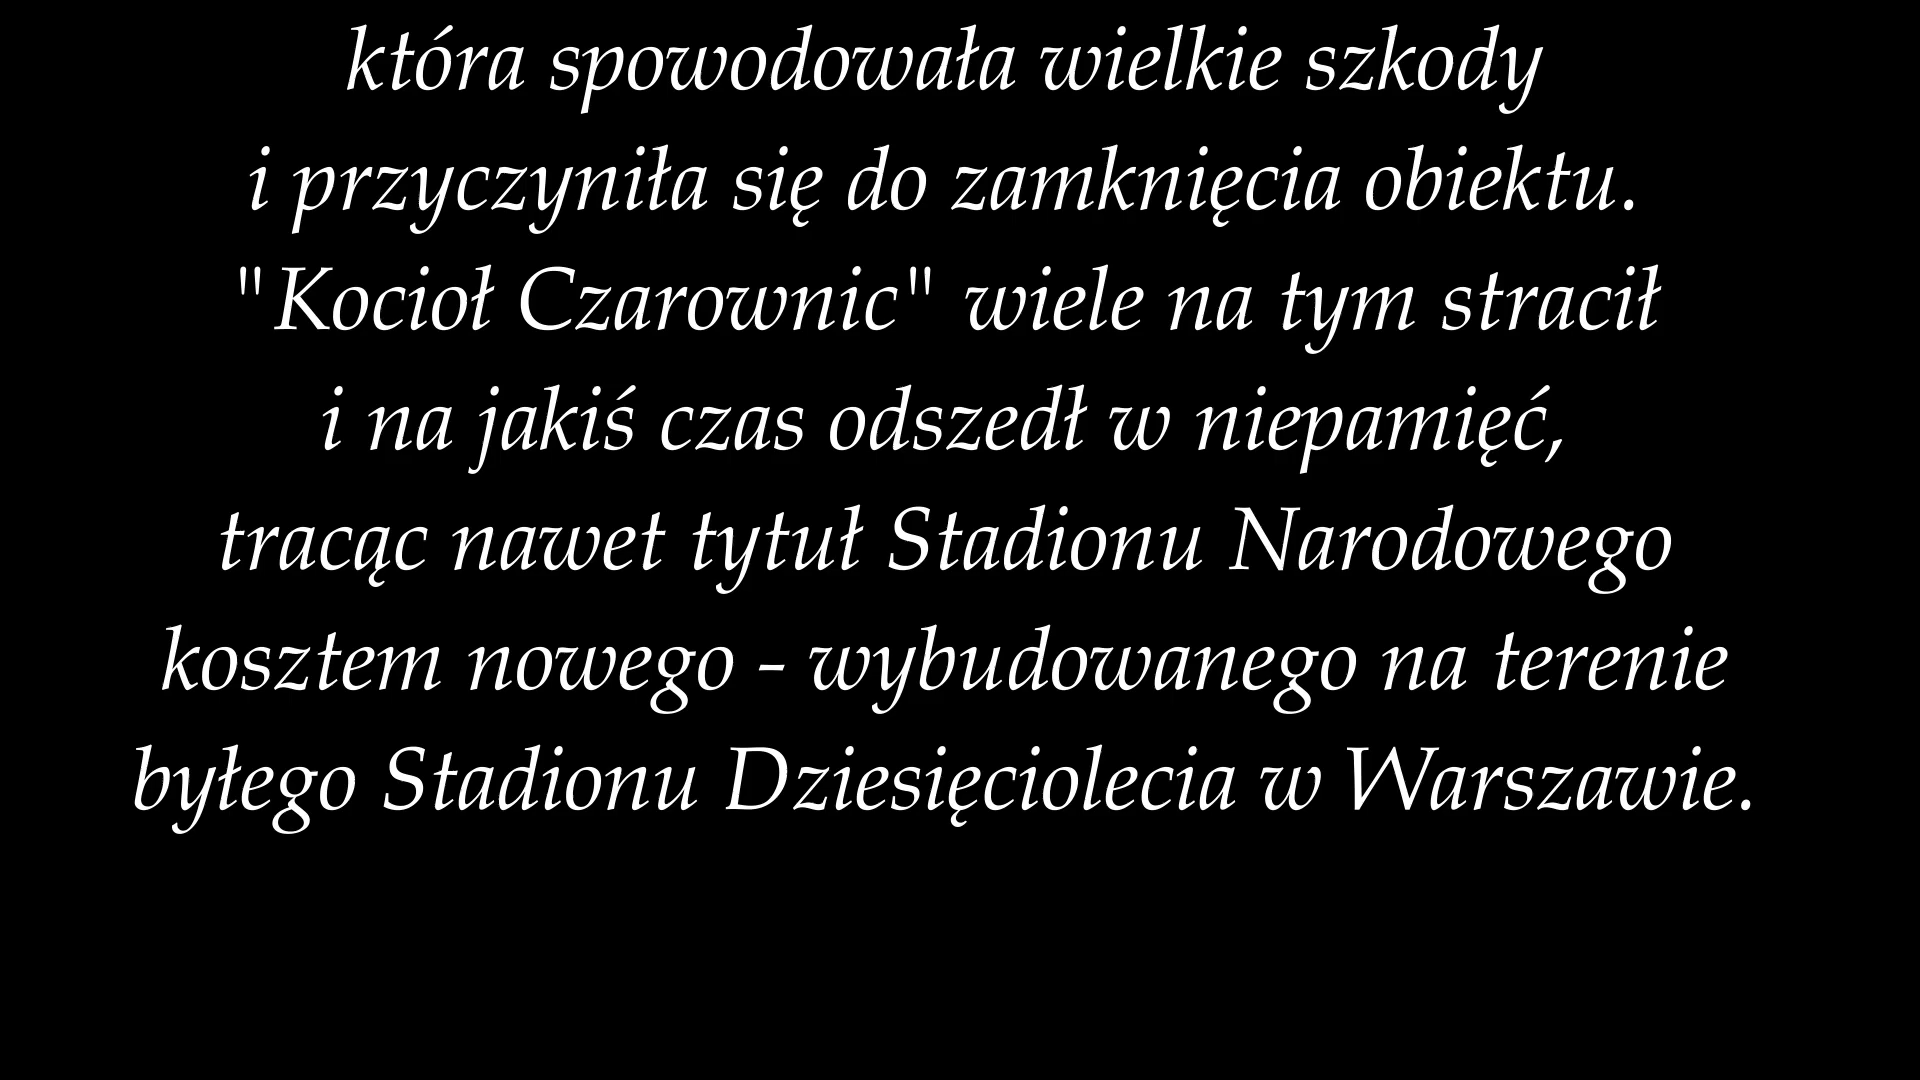 która spowodowała wielkie szkody
i przyczyniła się do zamknięcia obiektu.
"Kocioł Czarownic" wiele na tym stracił
i na jakiś czas odszedł w niepamięć,
tracąc nawet tytuł Stadionu Narodowego
kosztem nowego - wybudowanego na terenie
byłego Stadionu Dziesięciolecia w Warszawie.